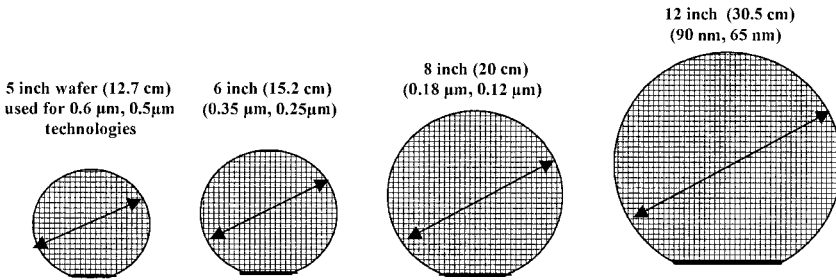 5 inch wafer (12.7 cm)
used for 0.6 µm, 0.5µm
technologies
6 inch (15.2 cm)
(0.35 µm, 0.25µm)
8 inch (20 cm)
(0.18 µm, 0.12 µm)
12 inch (30.5 cm)
(90 nm, 65 nm)